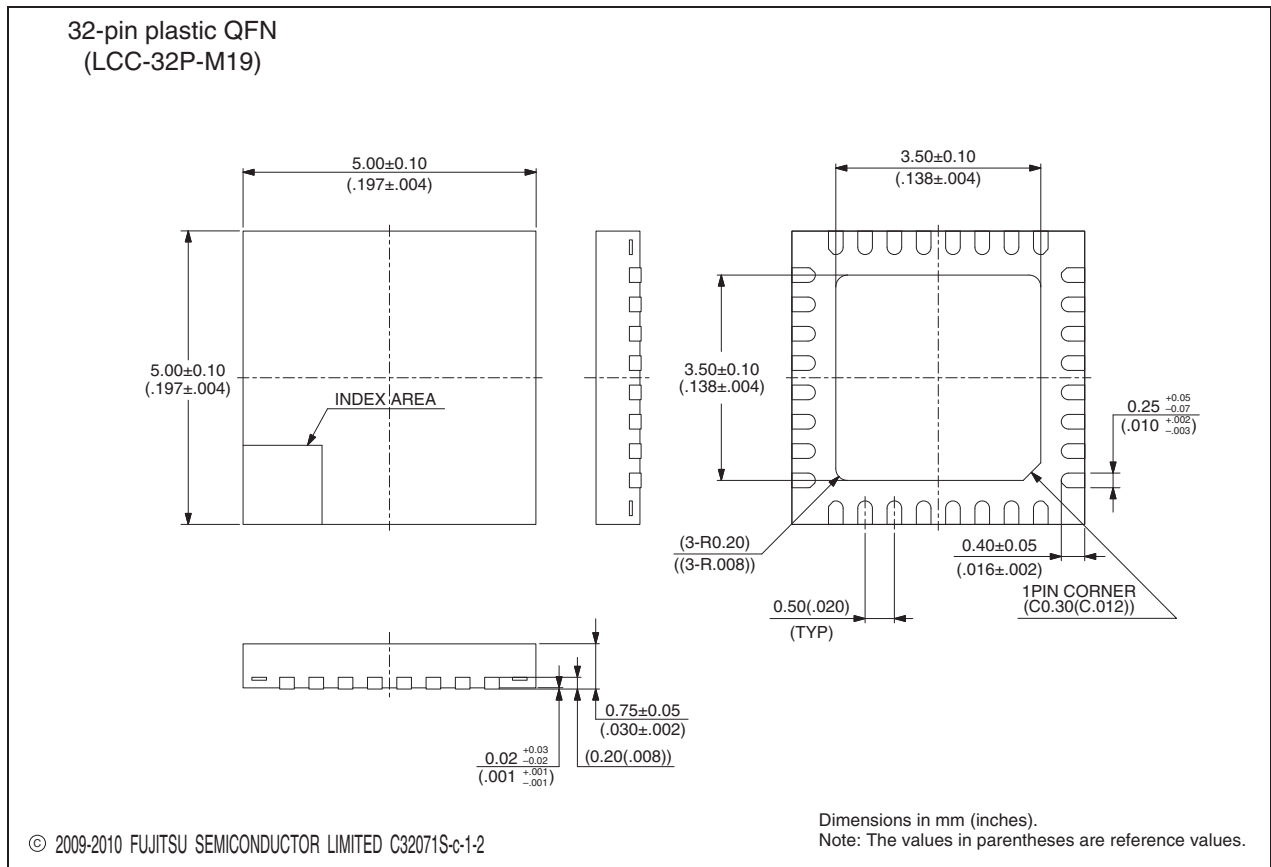 32-pin plastic QFN
(LCC-32P-M19)
5.00±0.10
(.197±.004)
3.50±0.10
(.138±.004)
5.00±0.10
(.197±.004)
INDEX AREA
3.50±0.10
(.138±.004)
0.25 +0.05 −0.07
(.010 +.002 −.003)
(3-R0.20)
((3-R.008))
0.40±0.05
(.016±.002)
1PIN CORNER
(C0.30(C.012))
0.50(.020)
(TYP)
0.75±0.05
(.030±.002)
0.02 +0.03 −0.02
(.001 +.001 −.001)
(0.20(.008))
© 2009-2010 FUJITSU SEMICONDUCTOR LIMITED C32071S-c-1-2
Dimensions in mm (inches).
Note: The values in parentheses are reference values.